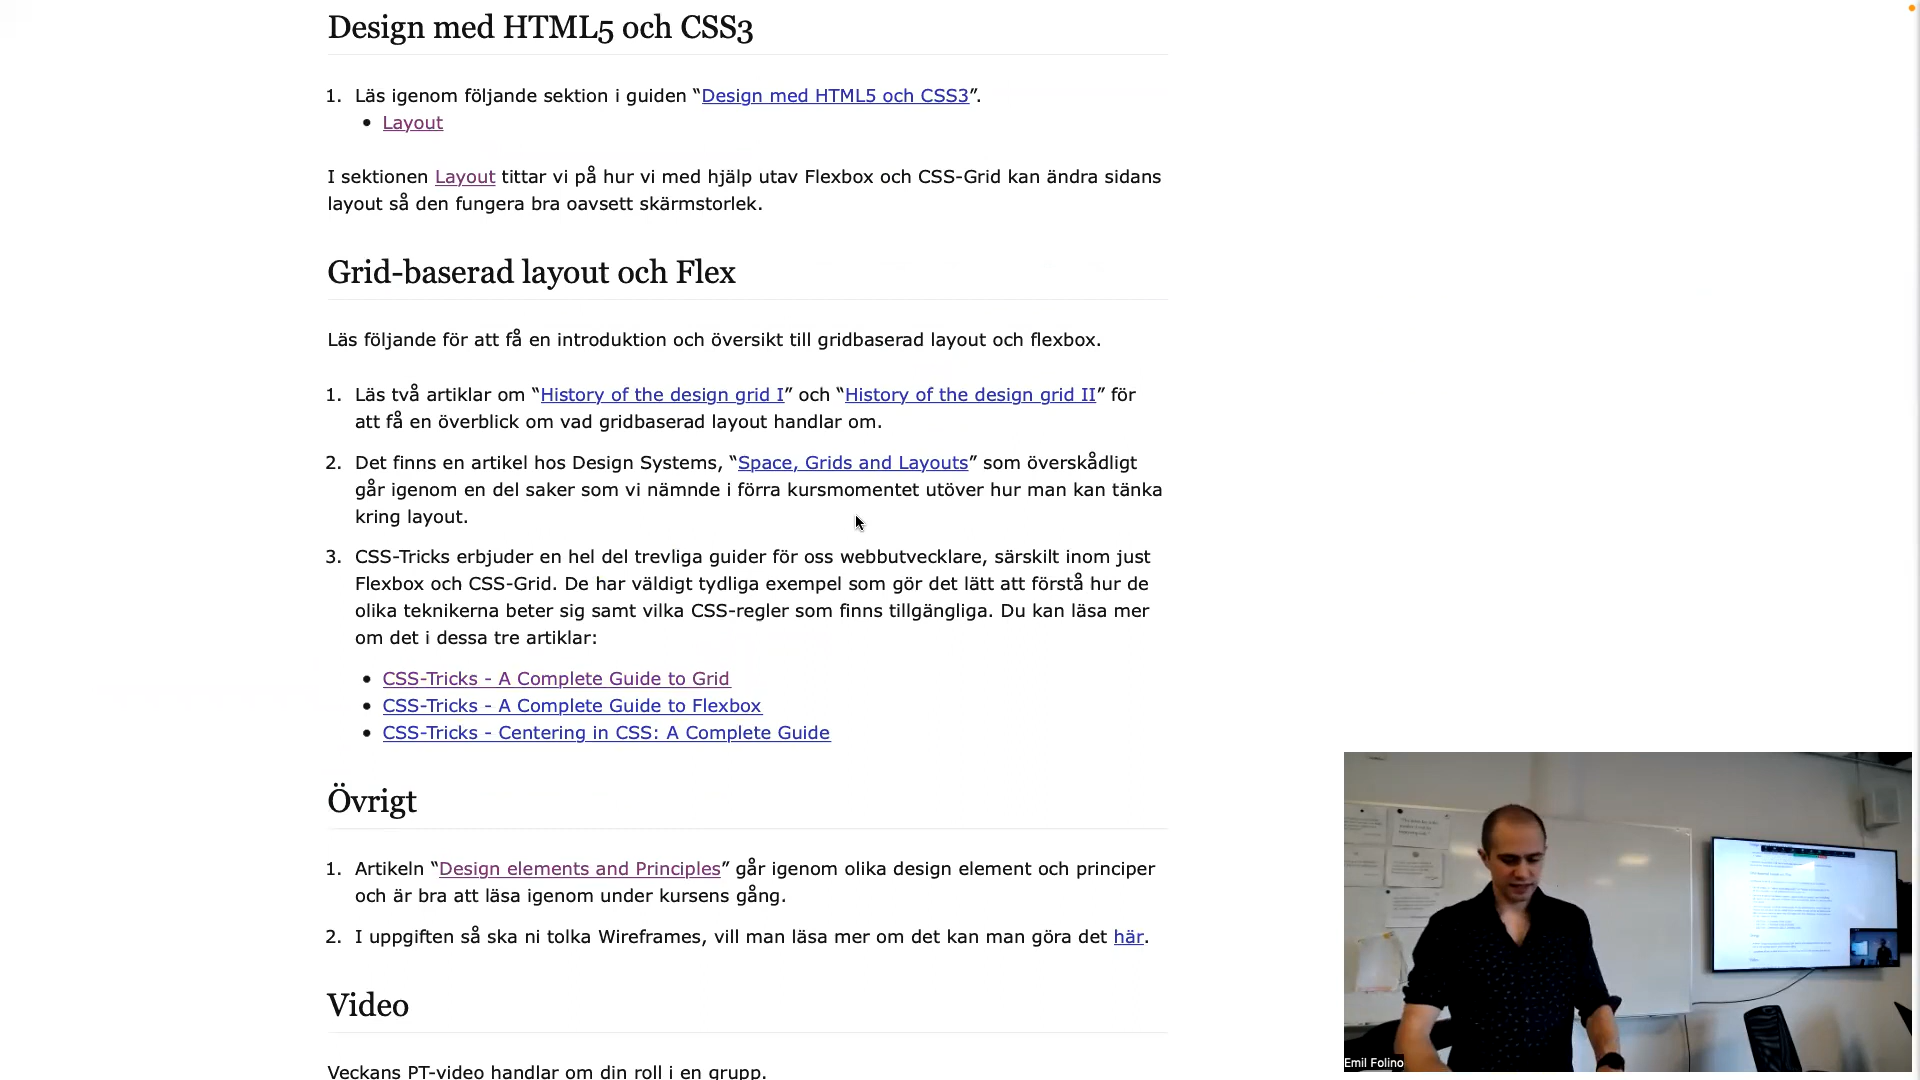 Design med HTML5 och CSS3
1. Läs igenom följande sektion i guiden “Design med HTML5 och CSS3”.
• Layout
I sektionen Layout tittar vi på hur vi med hjälp utav Flexbox och CSS-Grid kan ändra sidans
layout så den fungera bra oavsett skärmstorlek.
Grid-baserad layout och Flex
Läs följande för att få en introduktion och översikt till gridbaserad layout och flexbox.
1. Läs två artiklar om “History of the design grid I” och “History of the design grid II” för
att få en överblick om vad gridbaserad layout handlar om.
2. Det finns en artikel hos Design Systems, “Space, Grids and Layouts” som överskådligt
går igenom en del saker som vi nämnde i förra kursmomentet utöver hur man kan tänka
kring layout.
3. CSS-Tricks erbjuder en hel del trevliga guider för oss webbutvecklare, särskilt inom just
Flexbox och CSS-Grid. De har väldigt tydliga exempel som gör det lätt att förstå hur de
olika teknikerna beter sig samt vilka CSS-regler som finns tillgängliga. Du kan läsa mer
om det i dessa tre artiklar:
• CSS-Tricks - A Complete Guide to Grid
• CSS-Tricks - A Complete Guide to Flexbox
• CSS-Tricks - Centering in CSS: A Complete Guide
Övrigt
1. Artikeln “Design elements and Principles” går igenom olika design element och principer
och är bra att läsa igenom under kursens gång.
2. I uppgiften så ska ni tolka Wireframes, vill man läsa mer om det kan man göra det här.
Video
Veckans PT-video handlar om din roll i en grupp.
Emil Folino